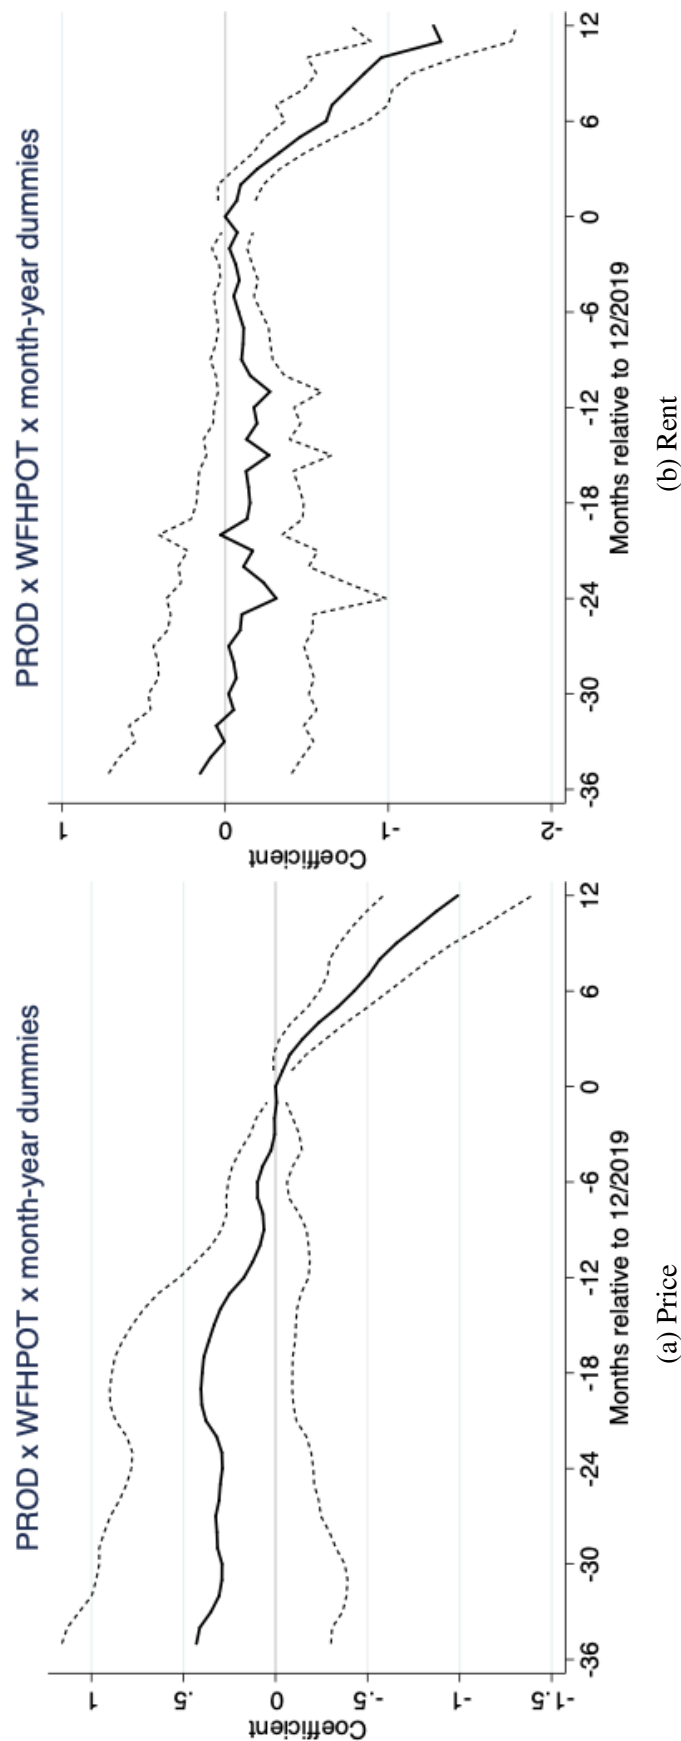 PROD x WFHPOT x month-year dummies
Coefficient
1
.5
0
-.5
-1
-1.5
-36 -30 -24 -18 -12 -6 0 6 12
Months relative to 12/2019
(a) Price
PROD x WFHPOT x month-year dummies
Coefficient
1
0
-1
-2
-36 -30 -24 -18 -12 -6 0 6 12
Months relative to 12/2019
(b) Rent